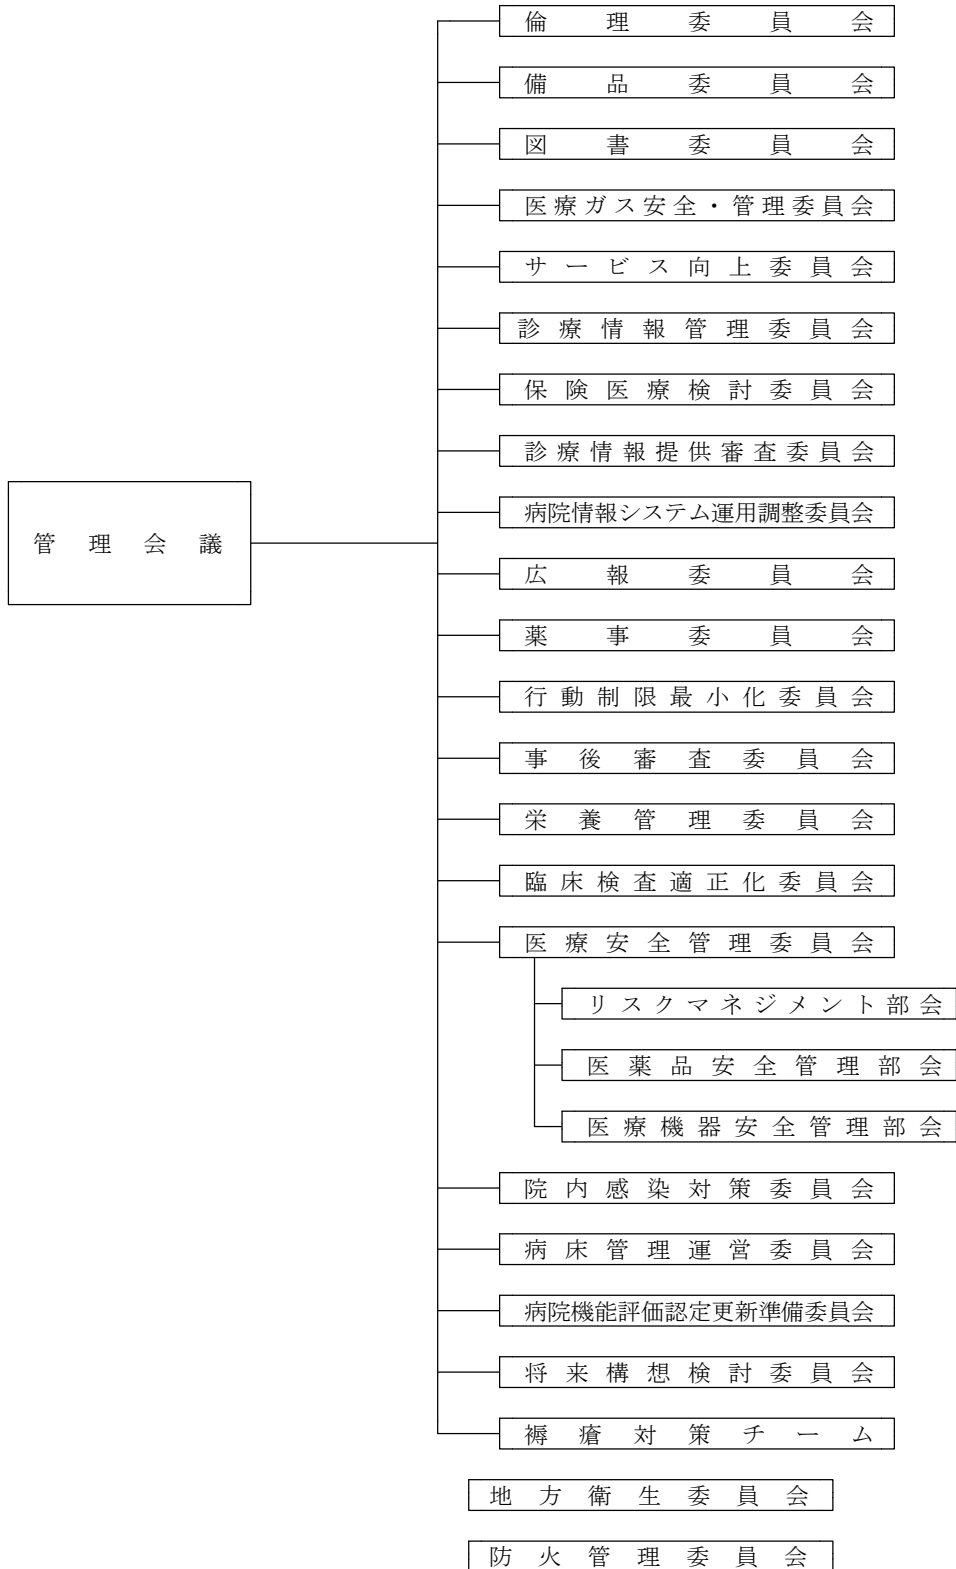 倫理委員会
備品委員会
図書委員会
医療ガス安全・管理委員会
サービス向上委員会
診療情報管理委員会
保険医療検討委員会
診療情報提供審査委員会
病院情報システム運用調整委員会
管理会議
広報委員会
薬事委員会
行動制限最小化委員会
事後審査委員会
栄養管理委員会
臨床検査適正化委員会
医療安全管理委員会
リスクマネジメント部会
医薬品安全管理部会
医療機器安全管理部会
院内感染対策委員会
病床管理運営委員会
病院機能評価認定更新準備委員会
将来構想検討委員会
褥瘡対策チーム
地方衛生委員会
防火管理委員会